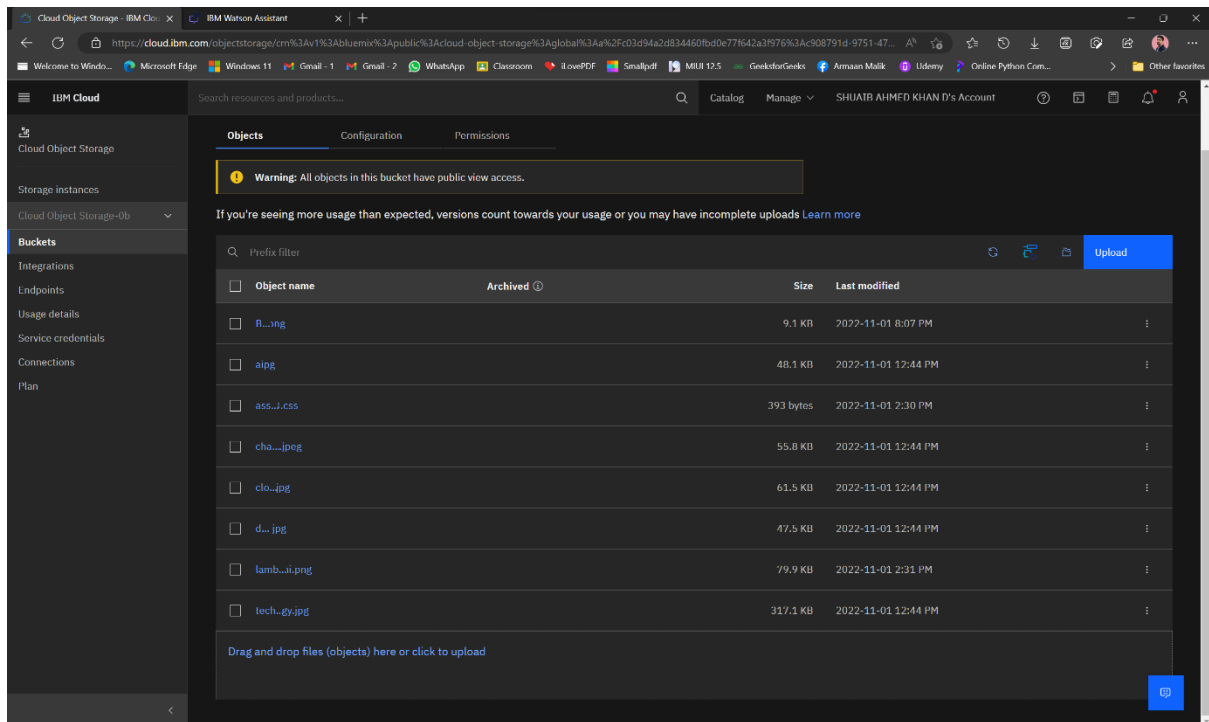 Cloud Object Storage - IBM Clou × IBM Watson Assistant × +
https://cloud.ibm.com/objectstorage/crn%3Av1%3Abluemix%3Apublic%3Acloud-object-storage%3Aglobal%3Aa%2Fc03d94a2d834460fbd0e77f642a3f976%3Ac908791d-9751-47...
Welcome to Windo... Microsoft Edge Windows 11 Gmail - 1 Gmail - 2 WhatsApp Classroom iLovePDF Smallpdf MIUI 12.5 GeeksforGeeks Armaan Malik Udemy Online Python Com... Other favorites
IBM Cloud Search resources and products... Catalog Manage SHUAIB AHMED KHAN D's Account
Cloud Object Storage
Storage instances
Cloud Object Storage-0b
Buckets
Integrations
Endpoints
Usage details
Service credentials
Connections
Plan
Objects Configuration Permissions
Warning: All objects in this bucket have public view access.
If you're seeing more usage than expected, versions count towards your usage or you may have incomplete uploads Learn more
Prefix filter Upload
Object name Archived Size Last modified
9.1 KB 2022-11-01 8:07 PM
aipg 48.1 KB 2022-11-01 12:44 PM
393 bytes 2022-11-01 2:30 PM
cha....jpeg 55.8 KB 2022-11-01 12:44 PM
clo...jpg 61.5 KB 2022-11-01 12:44 PM
d... jpg 47.5 KB 2022-11-01 12:44 PM
79.9 KB 2022-11-01 2:31 PM
tech..gy.jpg 317.1 KB 2022-11-01 12:44 PM
Drag and drop files (objects) here or click to upload